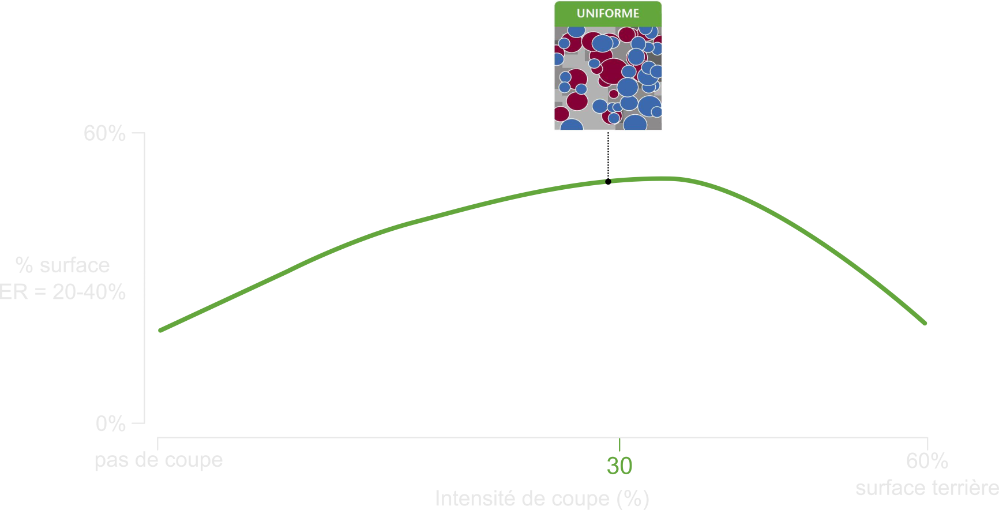 UNIFORME
60%
% surface
ER = 20-40%
0%
pas de coupe
30
60%
surface terrière
Intensité de coupe (%)